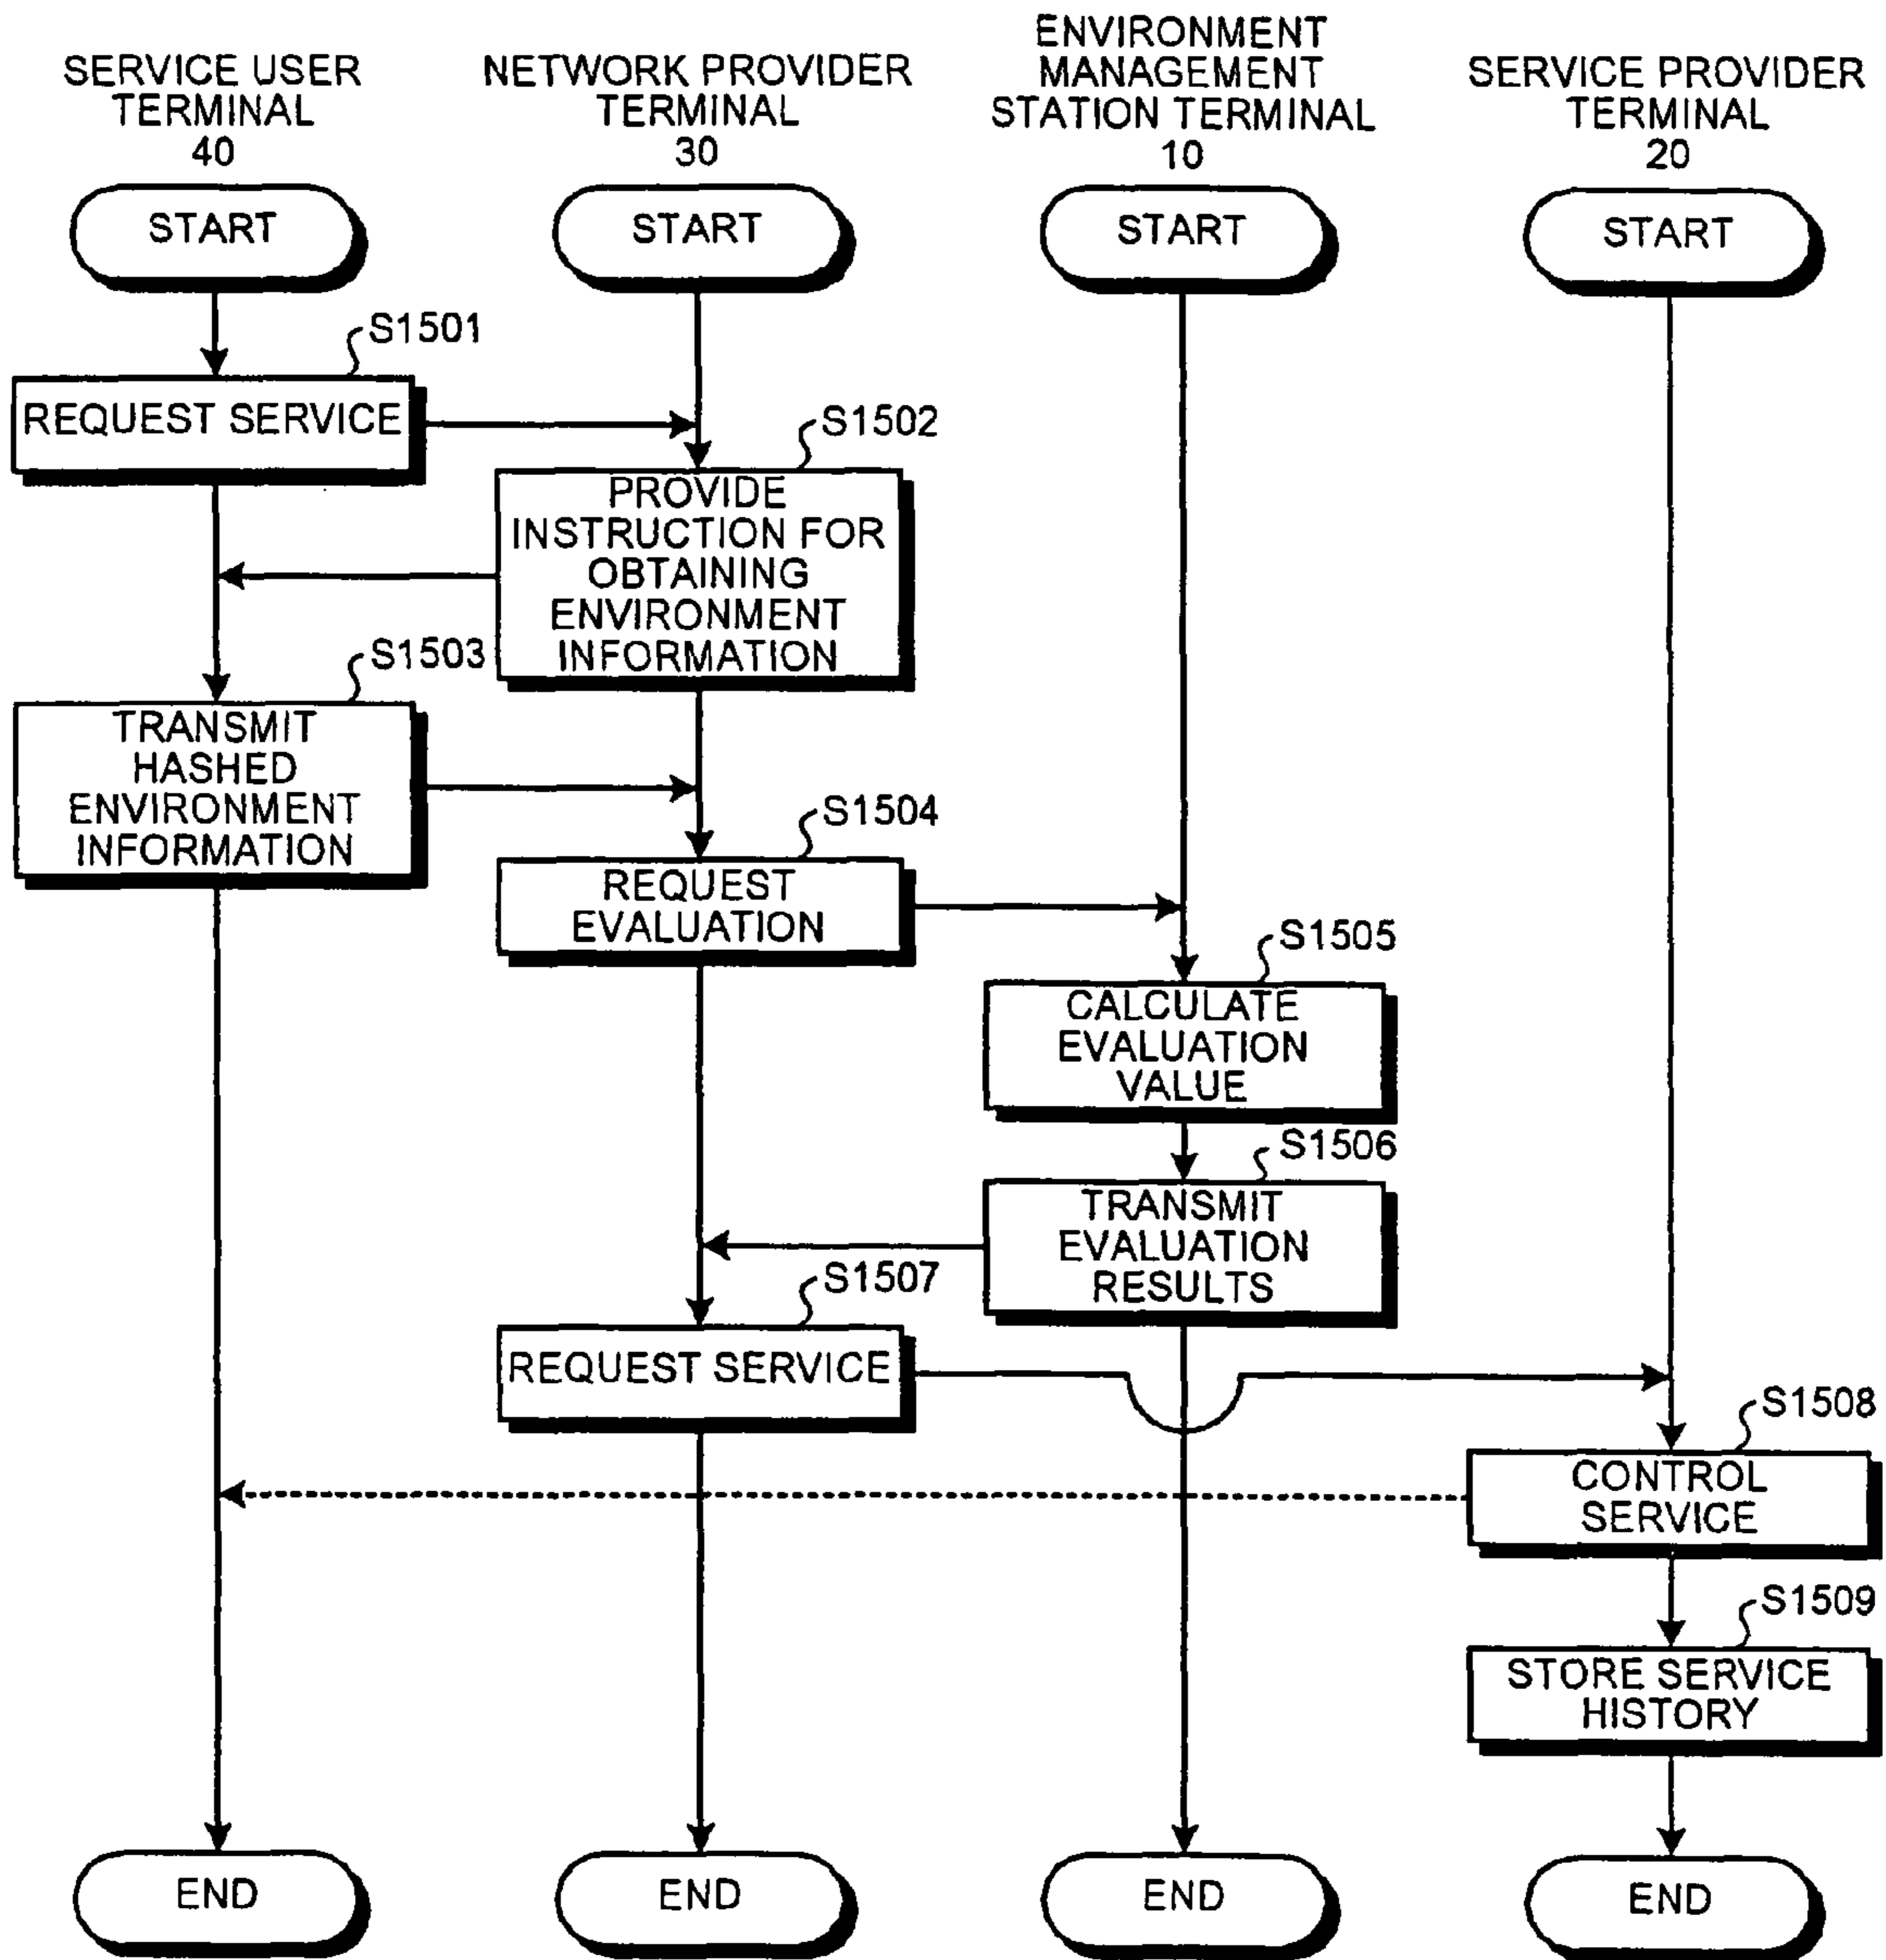 SERVICE USER
TERMINAL
40
NETWORK PROVIDER
TERMINAL
30
ENVIRONMENT
MANAGEMENT
STATION TERMINAL
10
SERVICE PROVIDER
TERMINAL
20
START
START
START
START
S1501
REQUEST SERVICE
S1502
PROVIDE
INSTRUCTION FOR
OBTAINING
ENVIRONMENT
INFORMATION
S1503
TRANSMIT
HASHED
ENVIRONMENT
INFORMATION
S1504
REQUEST
EVALUATION
S1505
CALCULATE
EVALUATION
VALUE
S1506
TRANSMIT
EVALUATION
RESULTS
S1507
REQUEST SERVICE
S1508
CONTROL
SERVICE
S1509
STORE SERVICE
HISTORY
END
END
END
END